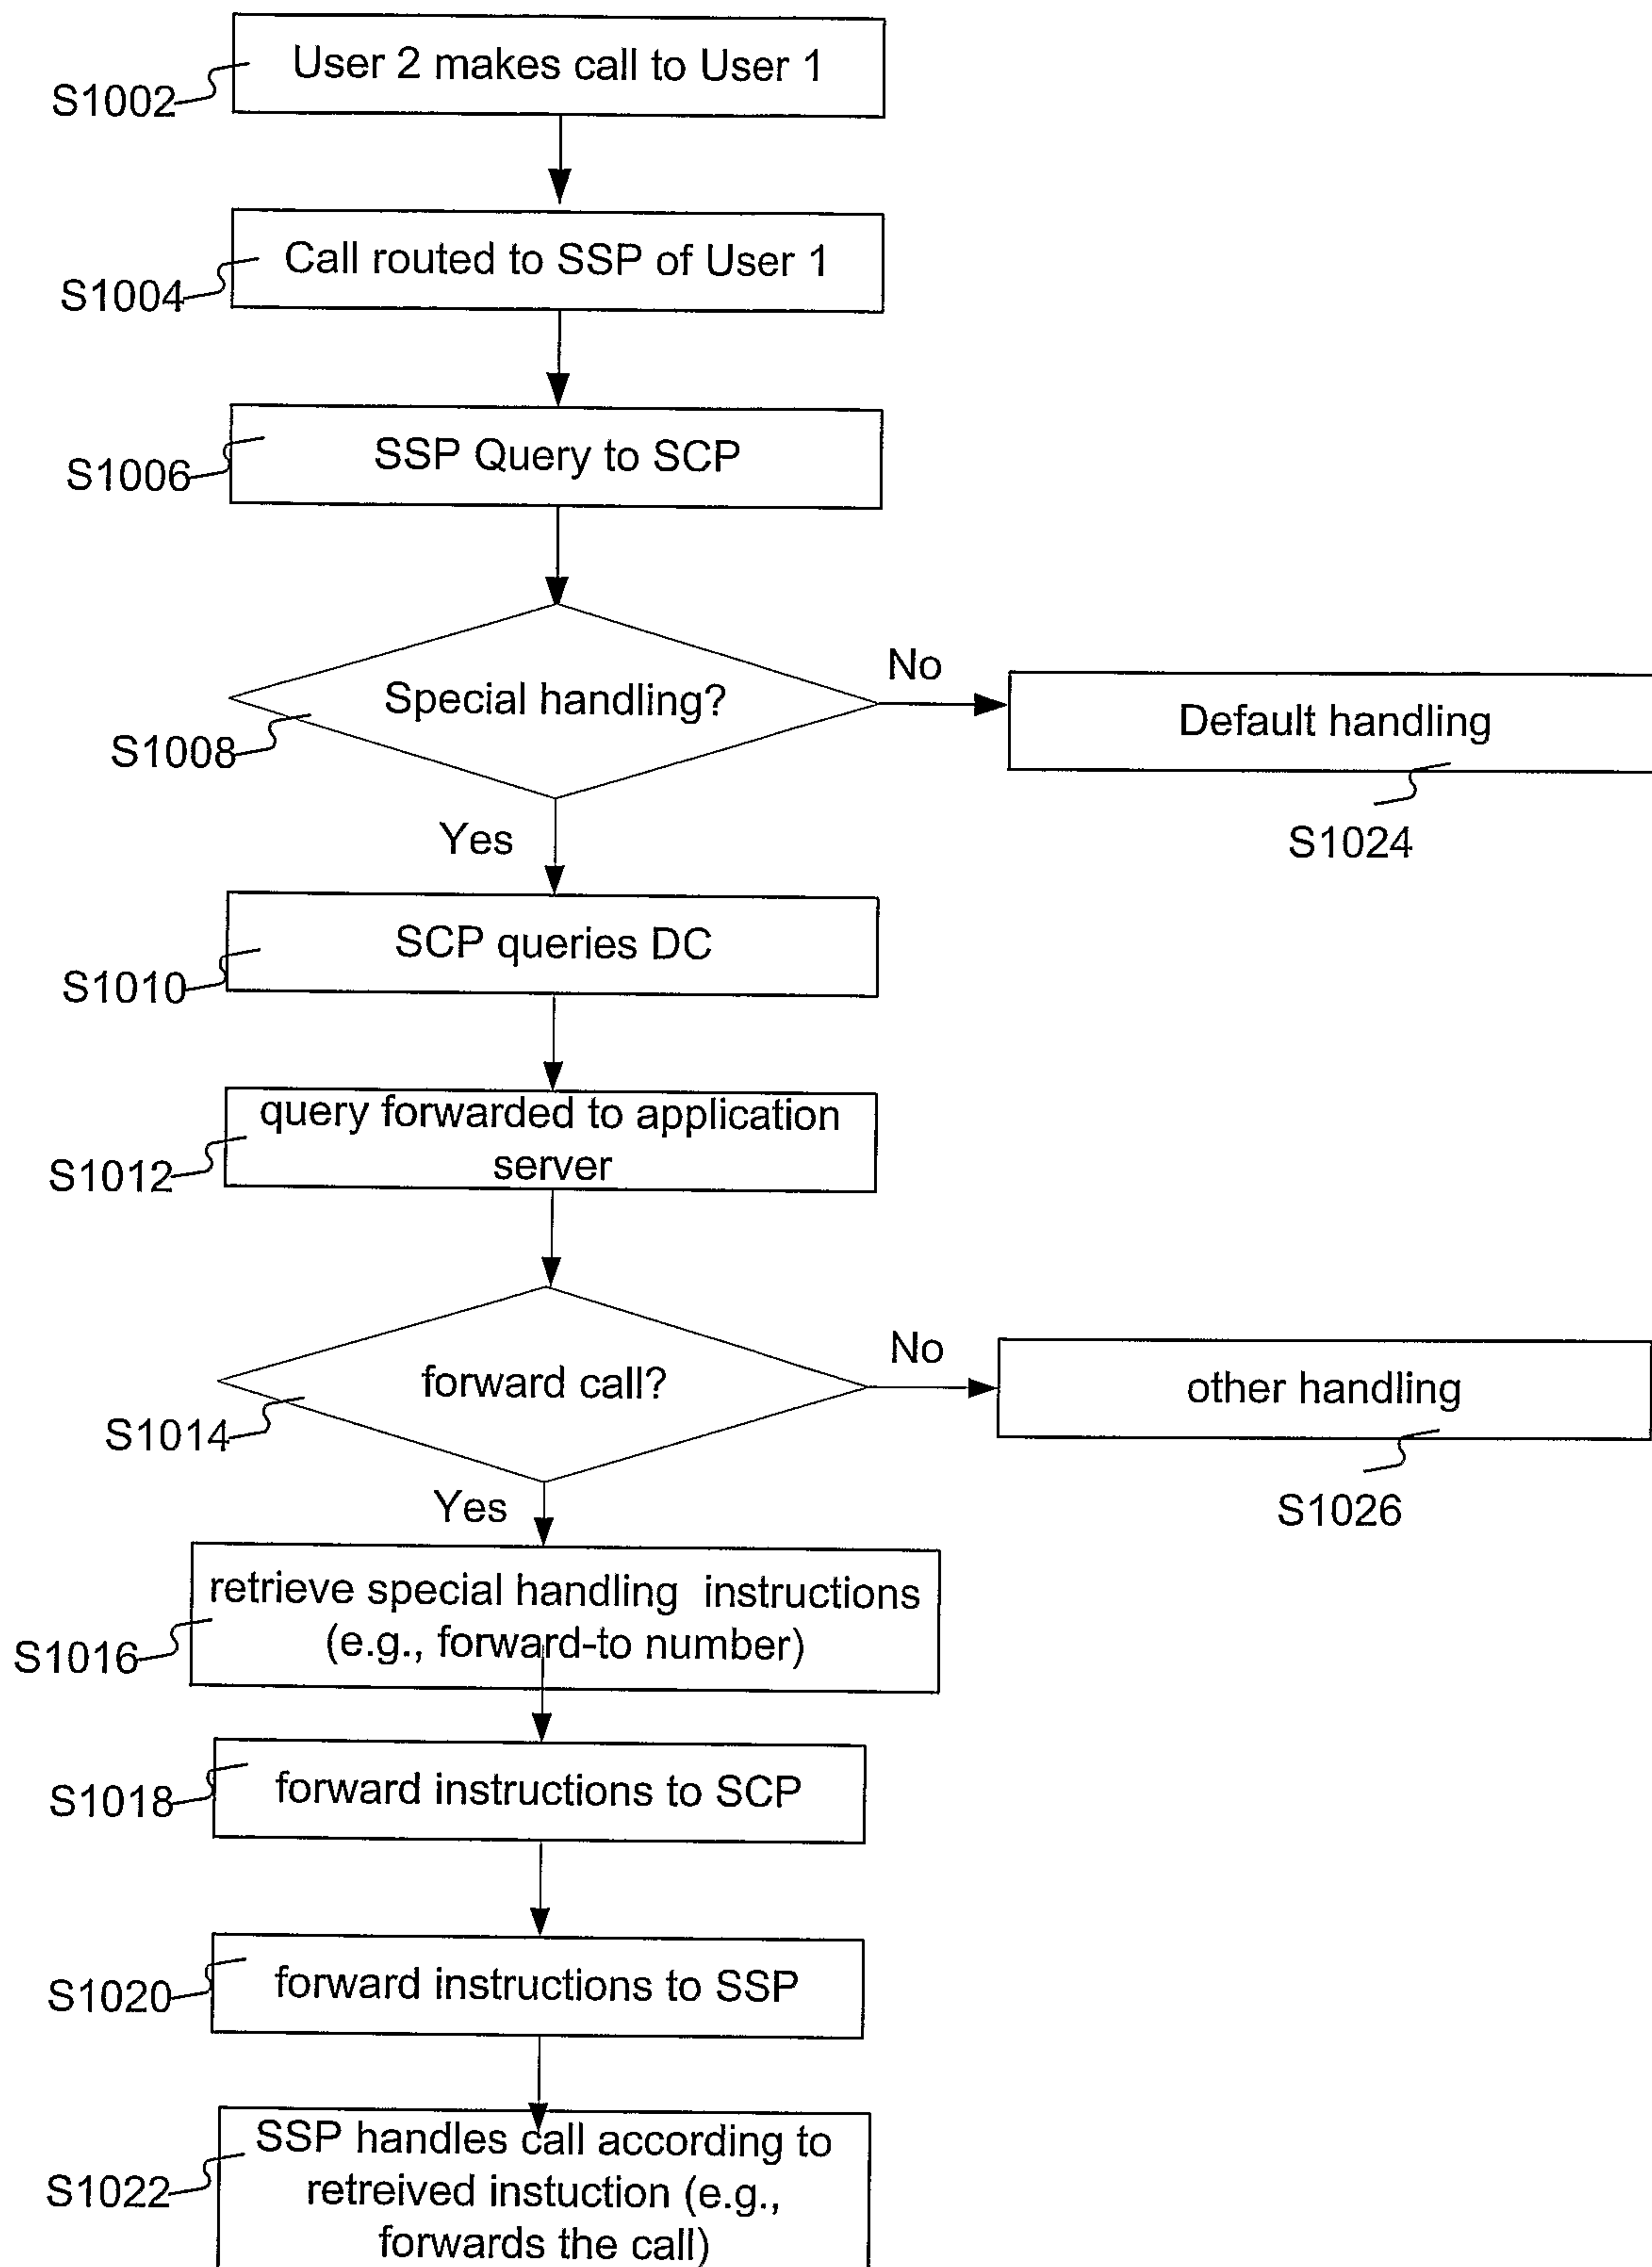 User 2 makes call to User 1
S1002
Call routed to SSP of User 1
S1004
SSP Query to SCP
S1006
Special handling?
No
S1008
Default handling
S1024
Yes
SCP queries DC
S1010
query forwarded to application
server
S1012
forward call?
No
S1014
other handling
S1026
Yes
retrieve special handling instructions
(e.g., forward-to number)
S1016
forward instructions to SCP
S1018
forward instructions to SSP
S1020
SSP handles call according to
retreived instuction (e.g.,
forwards the call)
S1022